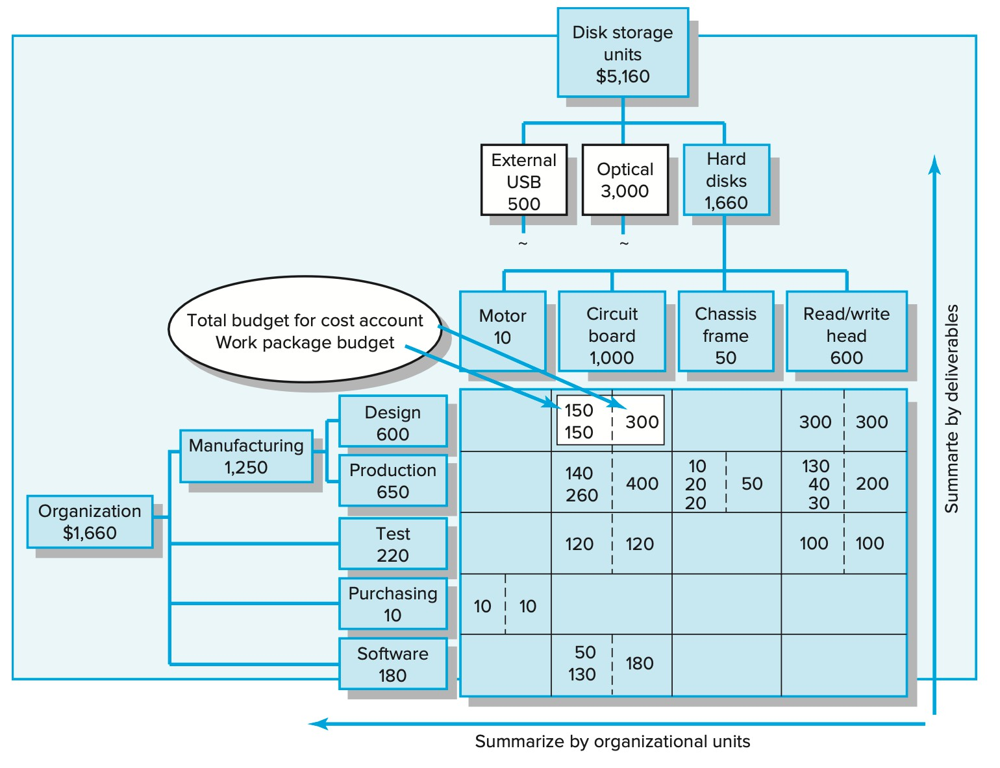 Disk storage
units
$5,160
External
USB
500
Optical
3,000
Hard
disks
1,660
~
~
Total budget for cost account
Work package budget
Motor
10
Circuit
board
1,000
Chassis
frame
50
Read/write
head
600
Organization
$1,660
Manufacturing
1,250
Design
600
150
150
300
300
300
Production
650
140
260
400
10
20
20
50
130
40
30
200
Test
220
120
120
100
100
Purchasing
10
10
10
Software
180
50
130
180
Summarte by deliverables
Summarize by organizational units